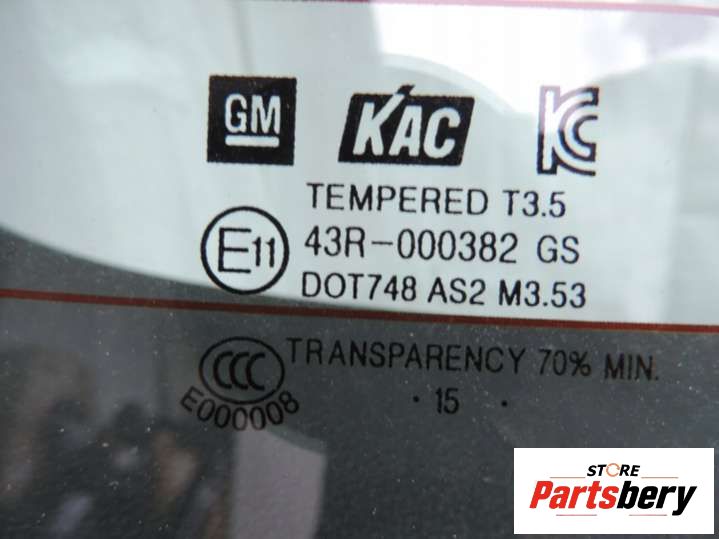 GM KAC KC
TEMPERED T3.5
E11 43R-000382 GS
DOT748 AS2 M3.53
CCC TRANSPARENCY 70% MIN.
E000008 · 15 ·
STORE
Partsbery